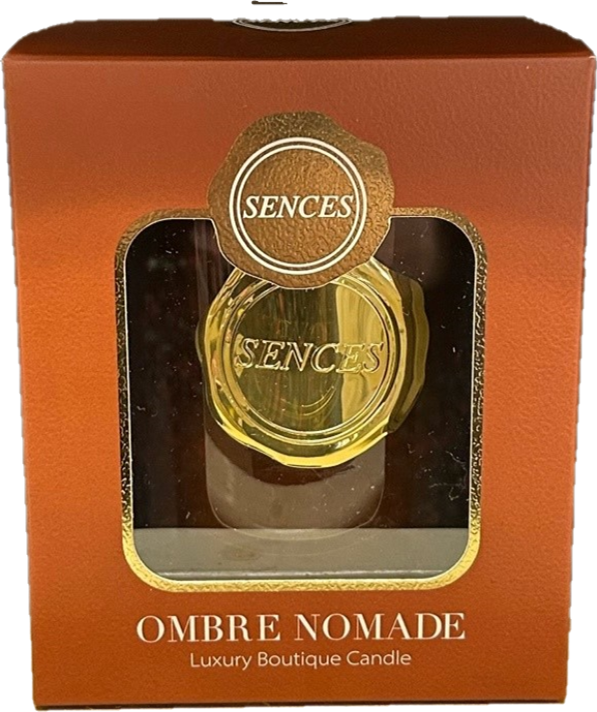 SENCES
SENCES
OMBRE NOMADE
Luxury Boutique Candle